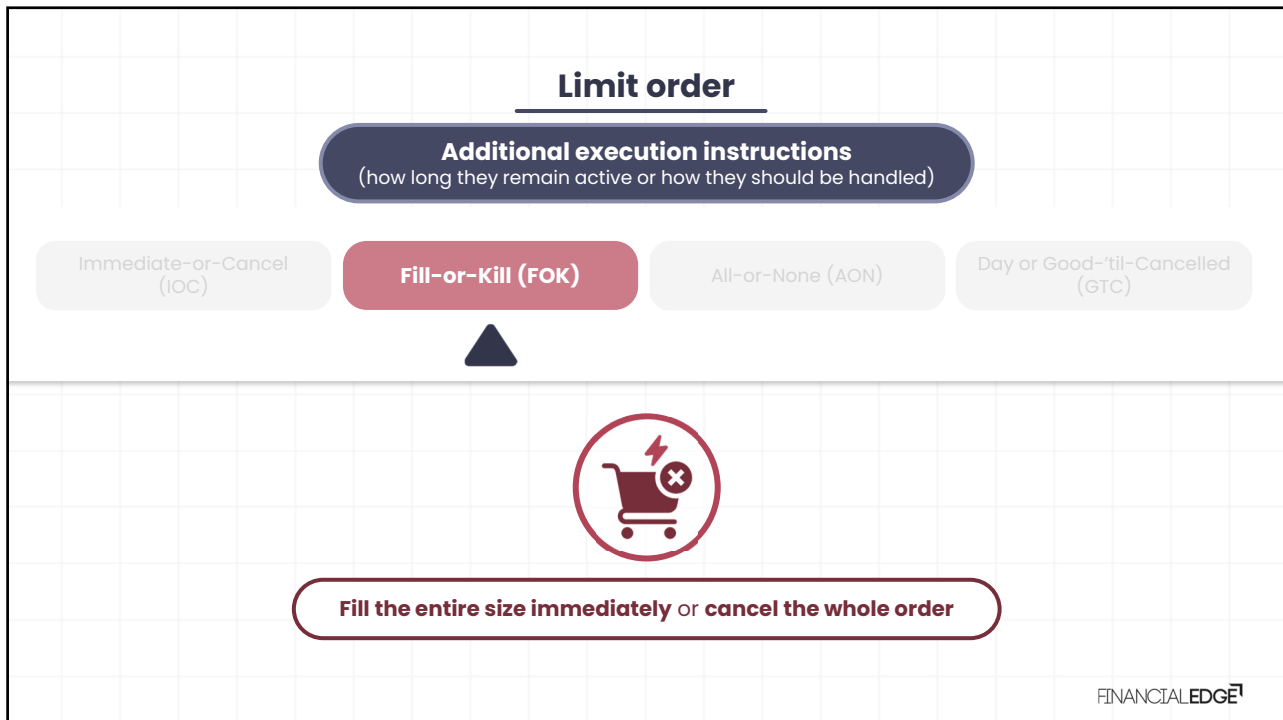 Limit order
Additional execution instructions
(how long they remain active or how they should be handled)
Immediate-or-Cancel
(IOC)
Fill-or-Kill (FOK)
All-or-None (AON)
Day or Good-’til-Cancelled
(GTC)
Fill the entire size immediately or cancel the whole order
FINANCIALEDGE